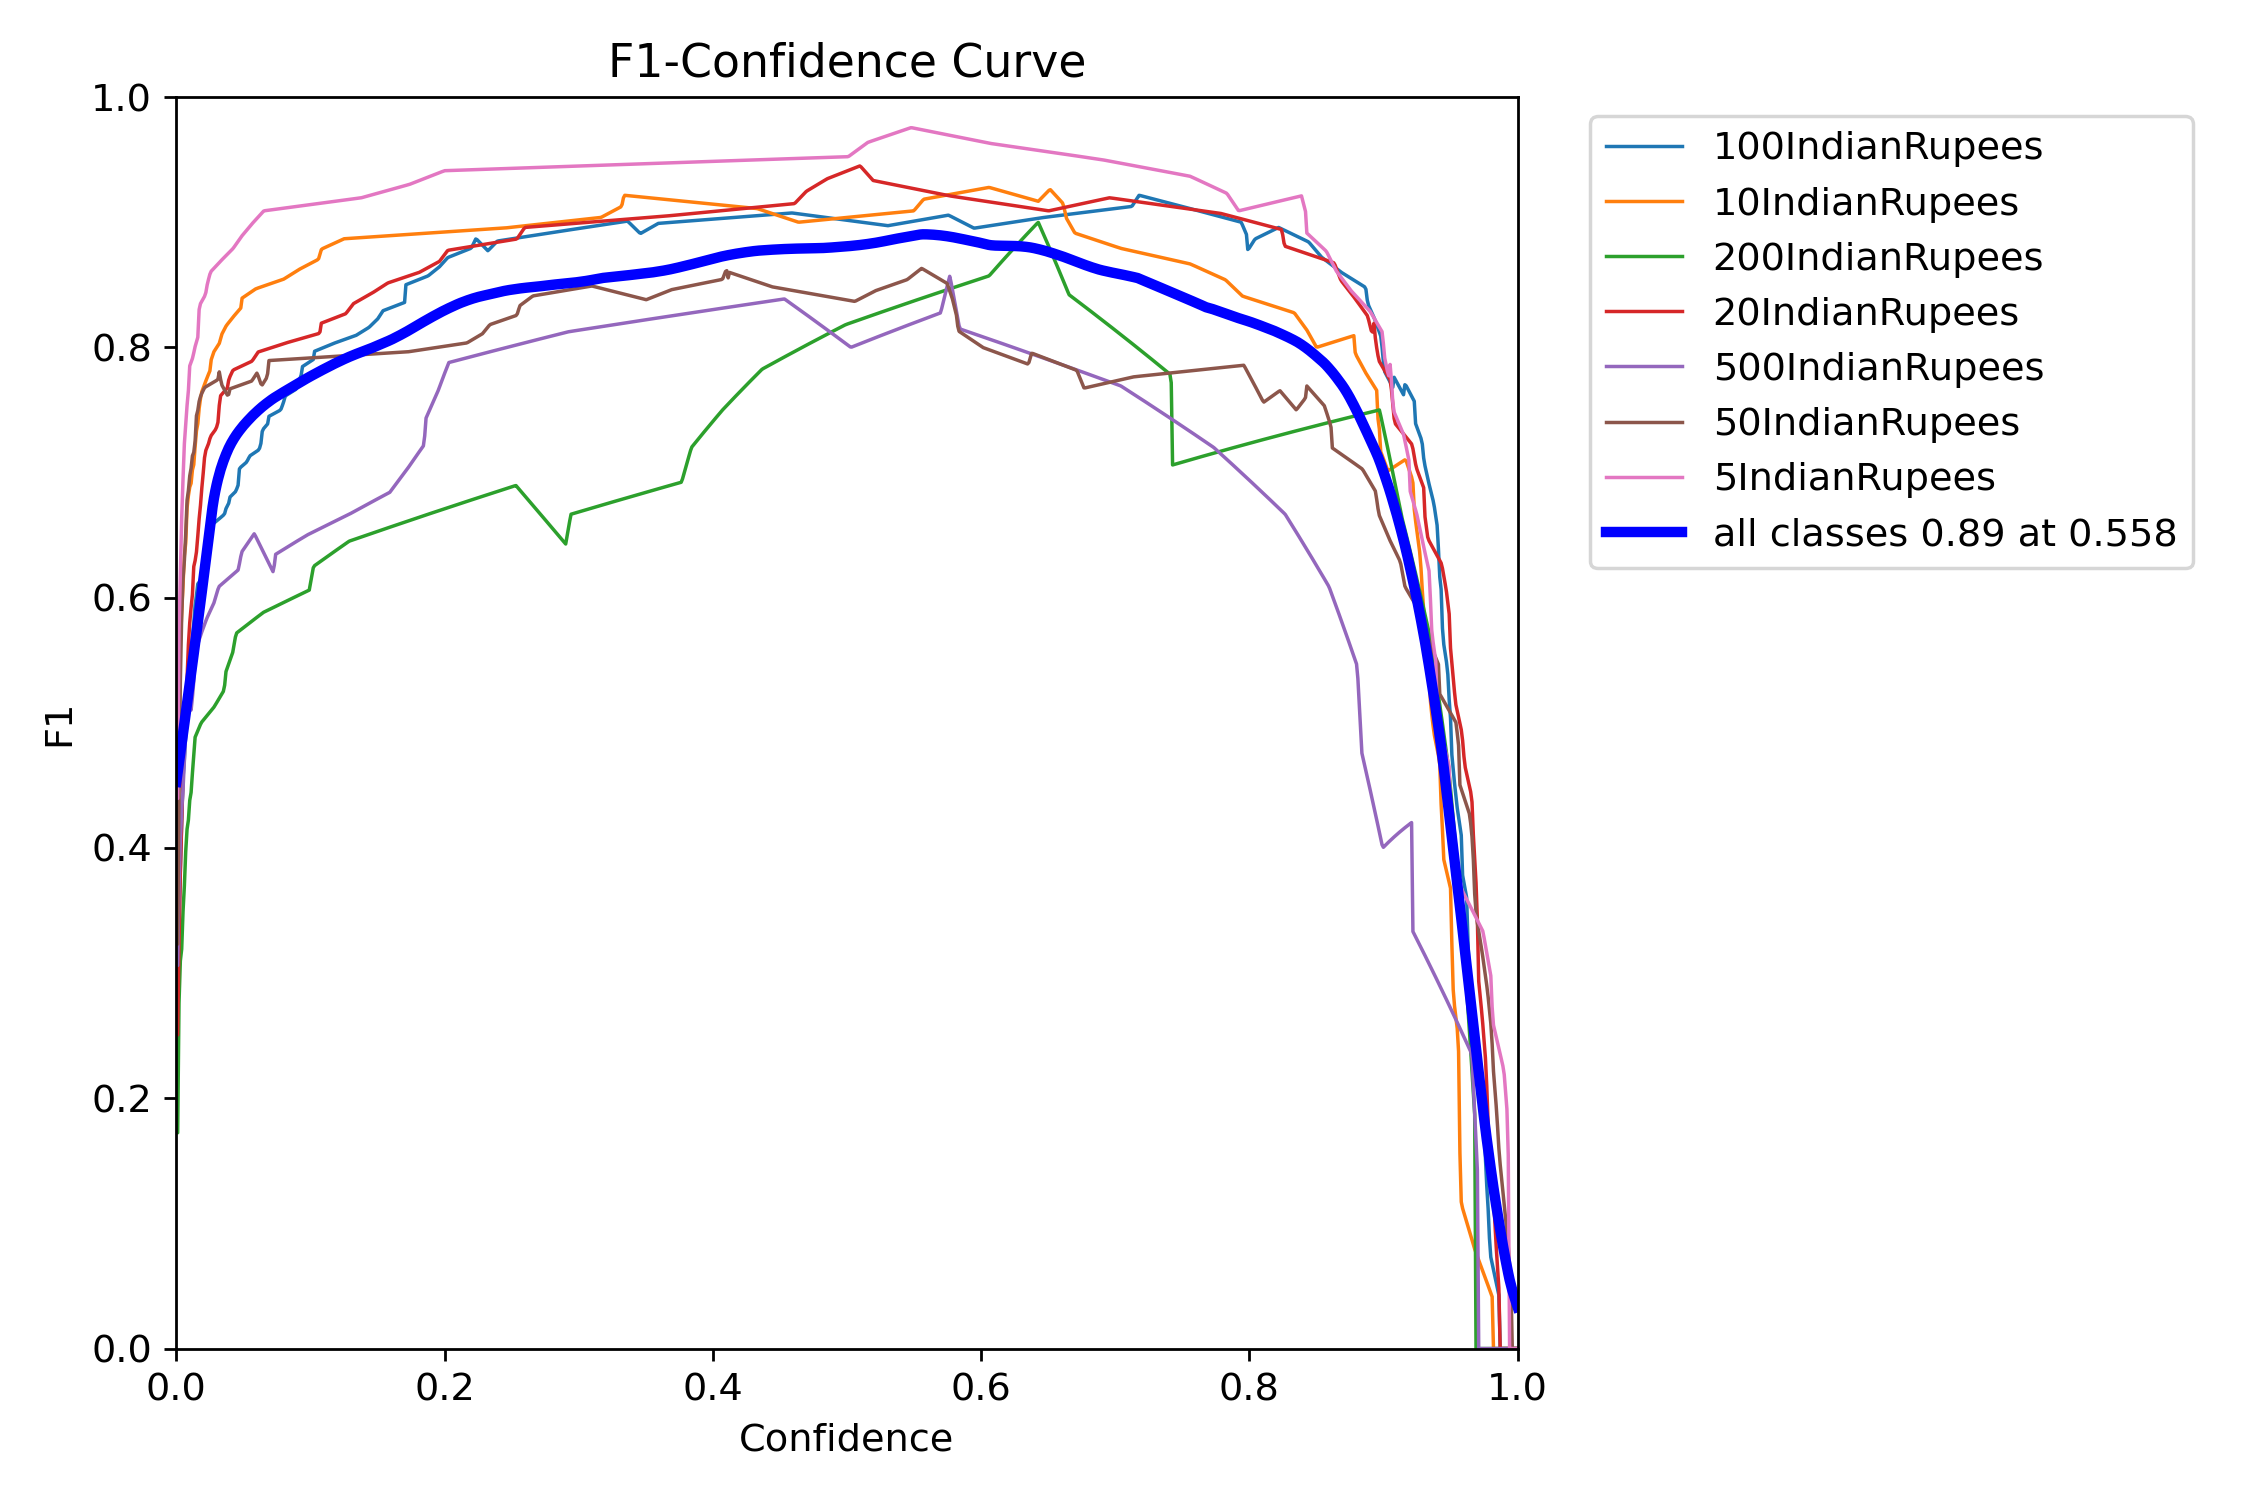 F1-Confidence Curve
1.0
0.8
0.6
0.4
0.2
0.0
F1
0.0 0.2 0.4 0.6 0.8 1.0
Confidence
100IndianRupees
10IndianRupees
200IndianRupees
20IndianRupees
500IndianRupees
50IndianRupees
5IndianRupees
all classes 0.89 at 0.558